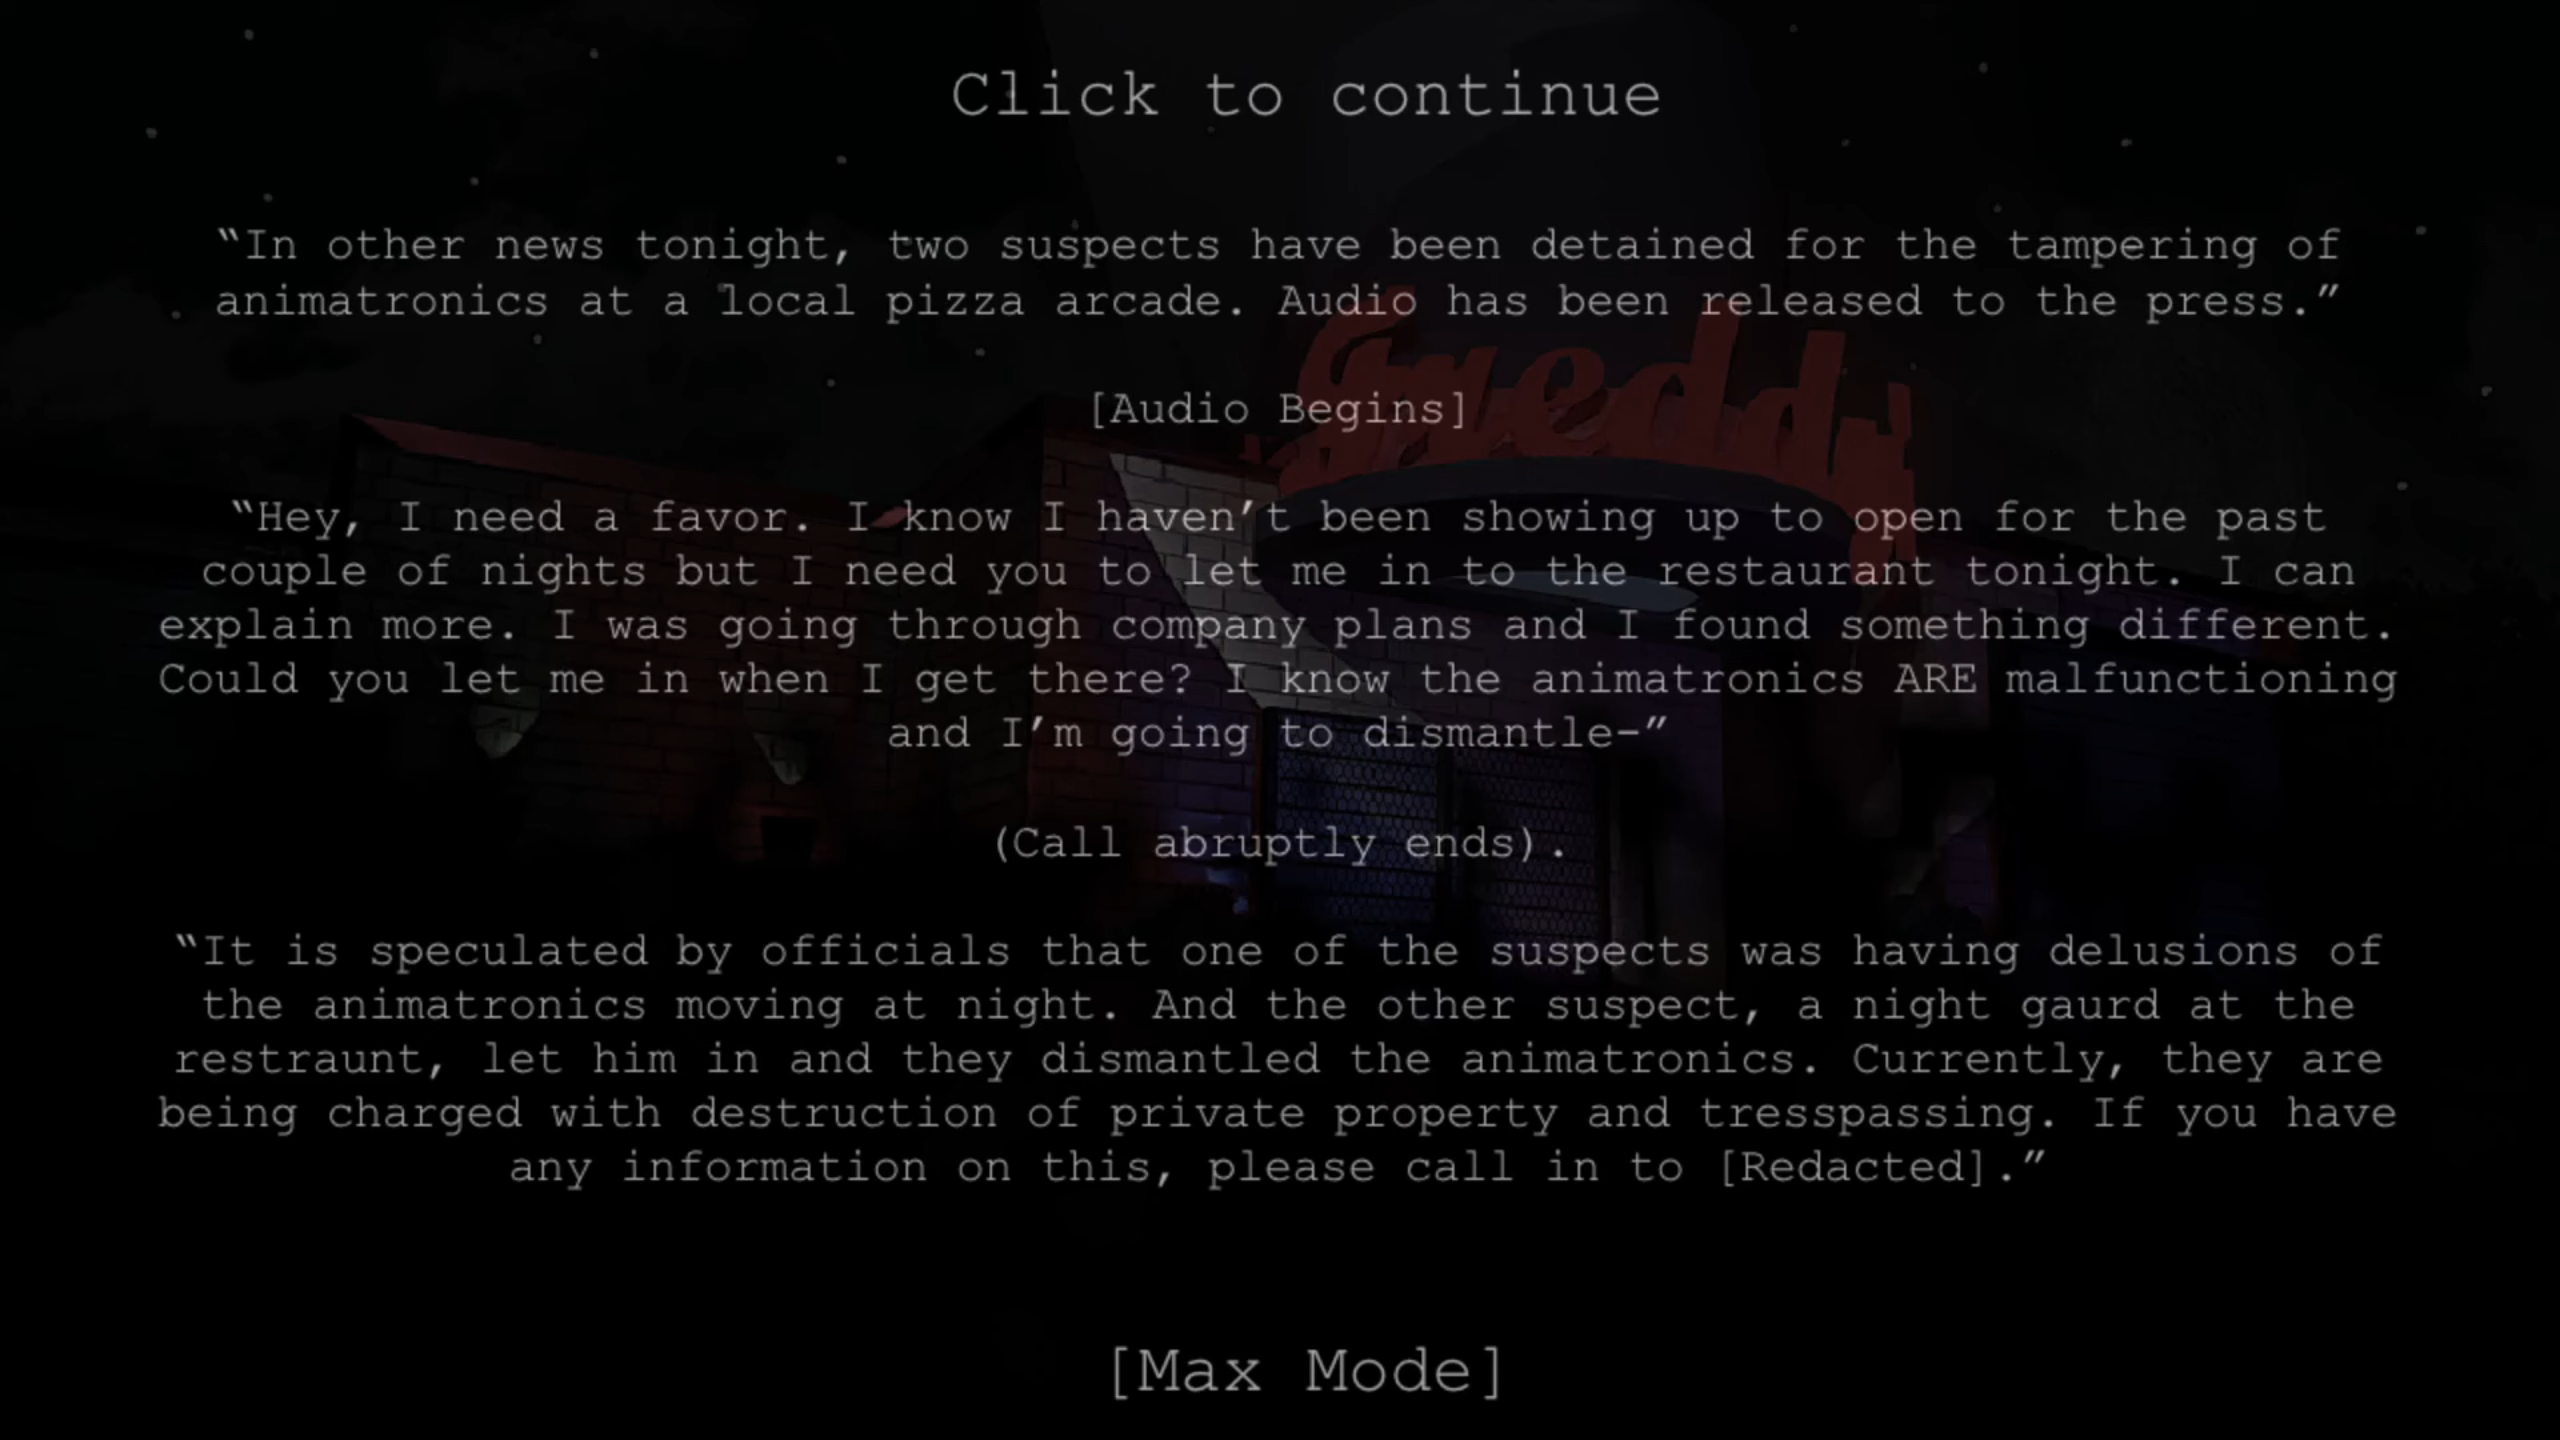 Click to continue
“In other news tonight, two suspects have been detained for the tampering of
animatronics at a local pizza arcade. Audio has been released to the press.”
[Audio Begins]
Freddy
“Hey, I need a favor. I know I haven’t been showing up to open for the past
couple of nights but I need you to let me in to the restaurant tonight. I can
explain more. I was going through company plans and I found something different.
Could you let me in when I get there? I know the animatronics ARE malfunctioning
and I’m going to dismantle-”
(Call abruptly ends).
“It is speculated by officials that one of the suspects was having delusions of
the animatronics moving at night. And the other suspect, a night gaurd at the
restraunt, let him in and they dismantled the animatronics. Currently, they are
being charged with destruction of private property and tresspassing. If you have
any information on this, please call in to [Redacted].”
[Max Mode]